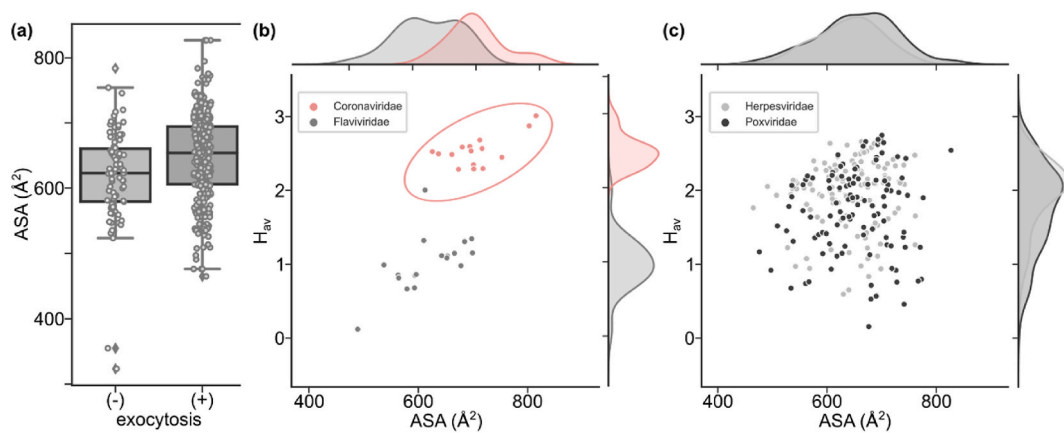 (a)
ASA (Å²)
800
600
400
(-)
(+)
exocytosis
(b)
Coronaviridae
Flaviviridae
H_av
3
2
1
0
400
600
800
ASA (Å²)
(c)
Herpesviridae
Poxviridae
H_av
3
2
1
0
400
600
800
ASA (Å²)